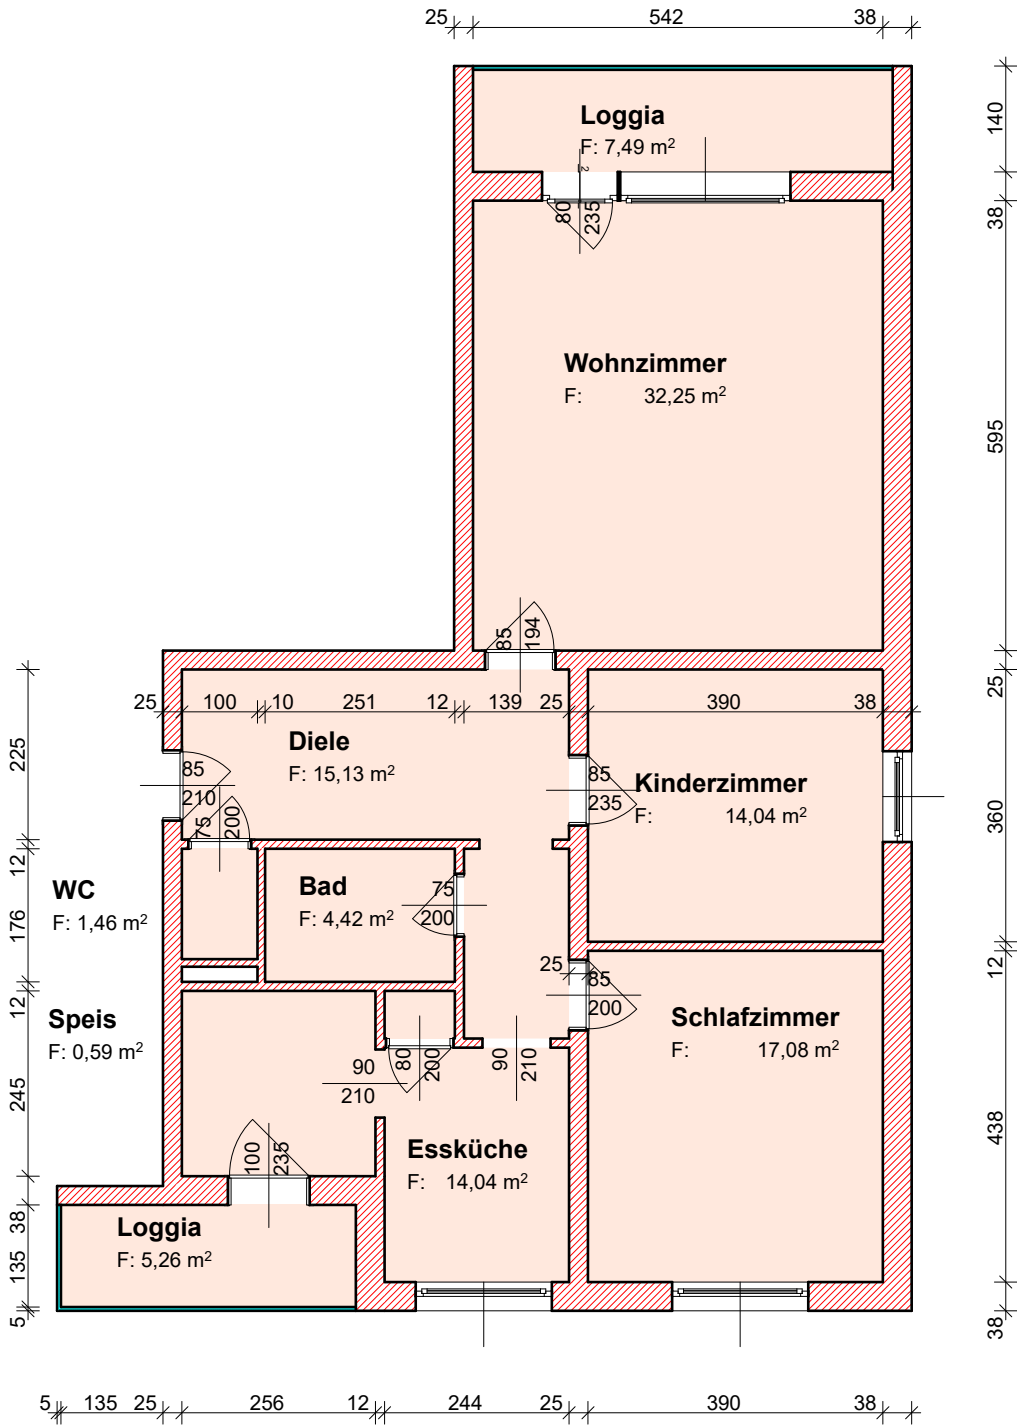 25 542 38
140
Loggia
F: 7,49 m²
2
38
80
235
Wohnzimmer
F: 32,25 m²
595
85
194
25 100 10 251 12 139 25 390 38
25
225
Diele
F: 15,13 m²
85
210
75
200
85
235
Kinderzimmer
F: 14,04 m²
360
12
WC
F: 1,46 m²
176
Bad
F: 4,42 m²
75
200
25
85
200
12
12
Speis
F: 0,59 m²
Schlafzimmer
F: 17,08 m²
245
90
210
80
200
90
210
438
100
235
Essküche
F: 14,04 m²
38
Loggia
F: 5,26 m²
135
5
38
5 135 25 256 12 244 25 390 38